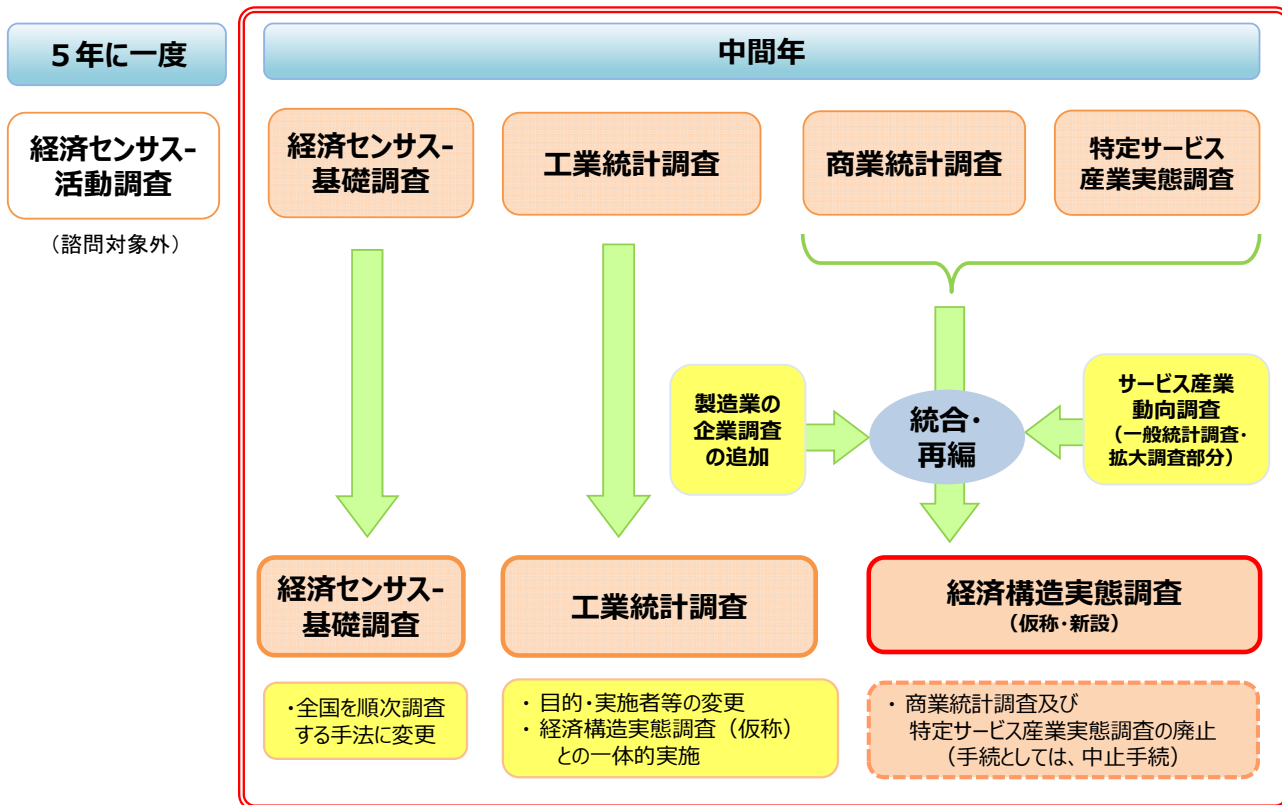 ５年に一度
中間年
経済センサス‐
活動調査
（諮問対象外）
経済センサス‐
基礎調査
工業統計調査
商業統計調査
特定サービス
産業実態調査
製造業の
企業調査
の追加
統合・
再編
サービス産業
動向調査
（一般統計調査・
拡大調査部分）
経済センサス‐
基礎調査
工業統計調査
経済構造実態調査
（仮称・新設）
・全国を順次調査
する手法に変更
・ 目的・実施者等の変更
・ 経済構造実態調査（仮称）
との一体的実施
・ 商業統計調査及び
特定サービス産業実態調査の廃止
（手続としては、中止手続）